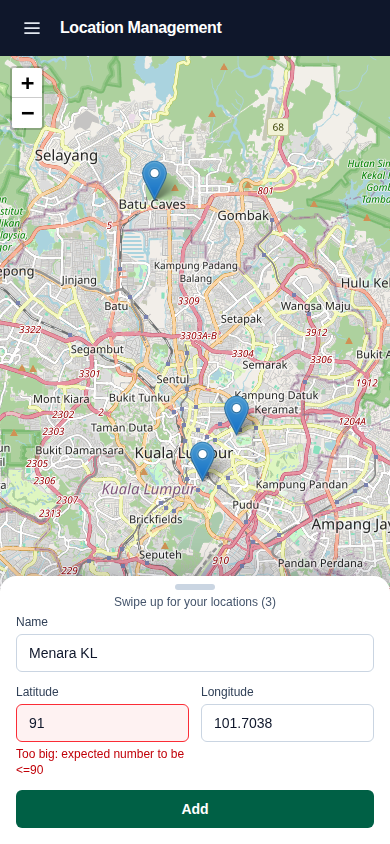 Location Management
+
−
68
Selayang
Hutan Sim
Kekal
Gomb
Tamba
801
Batu Caves
Gombak
5
Kampung Padang
Balang
epong
Jinjang
Hulu Kel
3309
Batu
Wangsa Maju
Setapak
3322
3303A-B
3912
Segambut
3304
3306
Bukit A
Semarak
3301
Sentul
1912
Mont Kiara
Bukit Tunku
Kampung Datuk
Keramat
2302
2
2303
Taman Duta
1204A
Bukit Damansara
Kuala Lumpur
2305
2306
Kampung Pandan
Kuala Lumpur
2307
Pudu
2313
Brickfields
Ampang Jay
Seputeh
910
Pandan Perdana
229
Swipe up for your locations (3)
Name
Menara KL
Latitude
Longitude
91
101.7038
Too big: expected number to be
<=90
Add